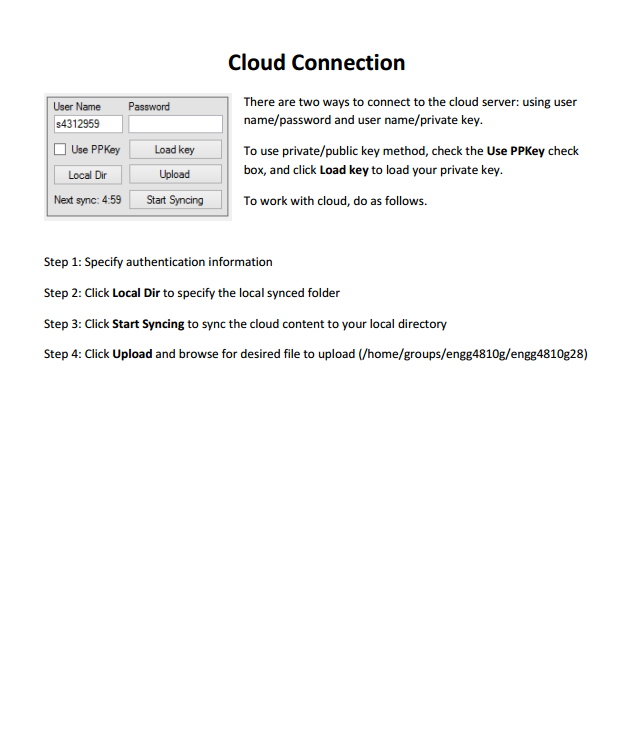 Cloud Connection
User Name Password
s4312959
Use PPKey Load key
Local Dir Upload
Next sync: 4:59 Start Syncing
There are two ways to connect to the cloud server: using user
name/password and user name/private key.
To use private/public key method, check the Use PPKey check
box, and click Load key to load your private key.
To work with cloud, do as follows.
Step 1: Specify authentication information
Step 2: Click Local Dir to specify the local synced folder
Step 3: Click Start Syncing to sync the cloud content to your local directory
Step 4: Click Upload and browse for desired file to upload (/home/groups/engg4810g/engg4810g28)